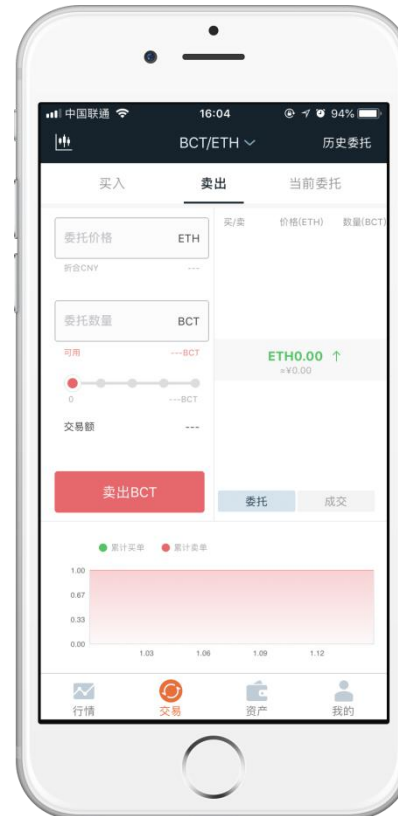 中国联通 16:04 94%
BCT/ETH 历史委托
买入 卖出 当前委托
买/卖 价格(ETH) 数量(BCT)
委托价格 ETH
折合CNY ---
委托数量 BCT
可用 ---BCT
ETH0.00 ↑
≈¥0.00
0 ---BCT
交易额 ---
卖出BCT
委托 成交
累计买单 累计卖单
1.00
0.67
0.33
0.00
1.03 1.06 1.09 1.12
行情 交易 资产 我的